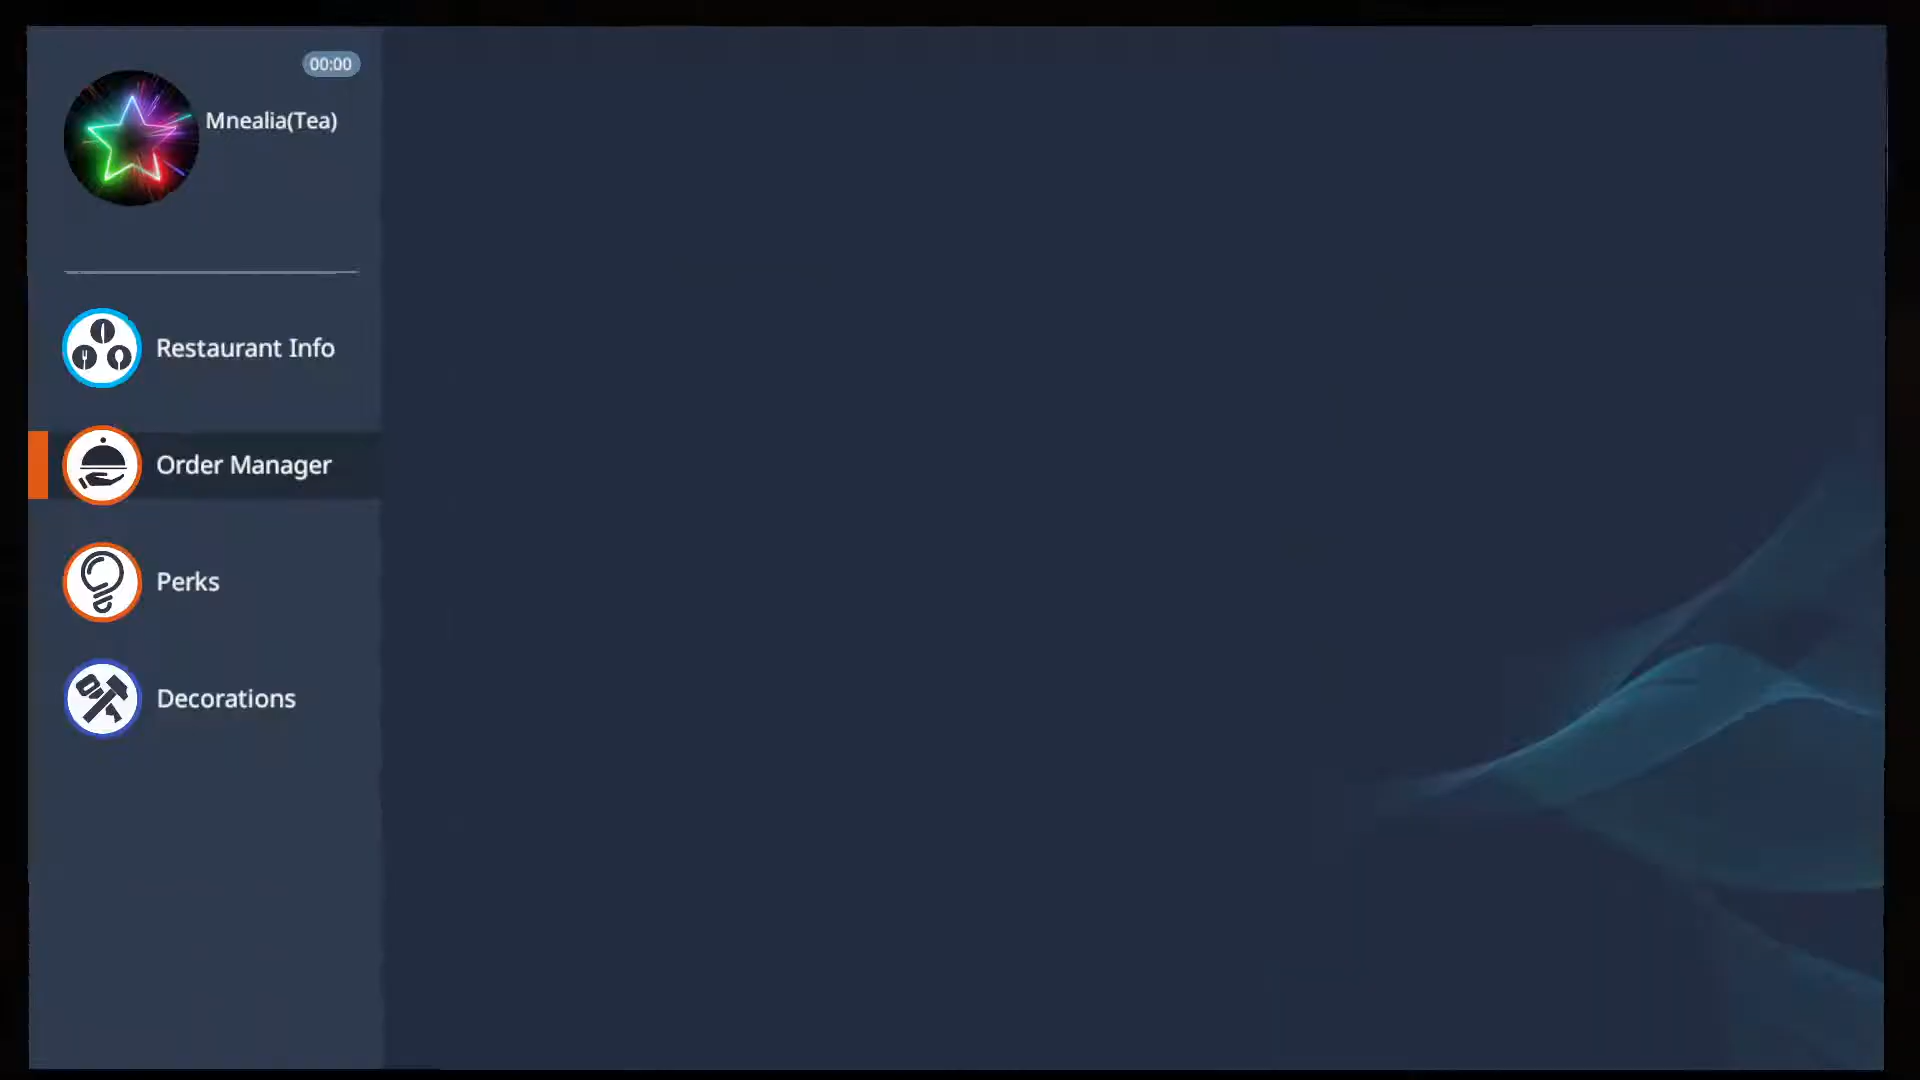 00:00
Mnealia(Tea)
Restaurant Info
Order Manager
Perks
Decorations